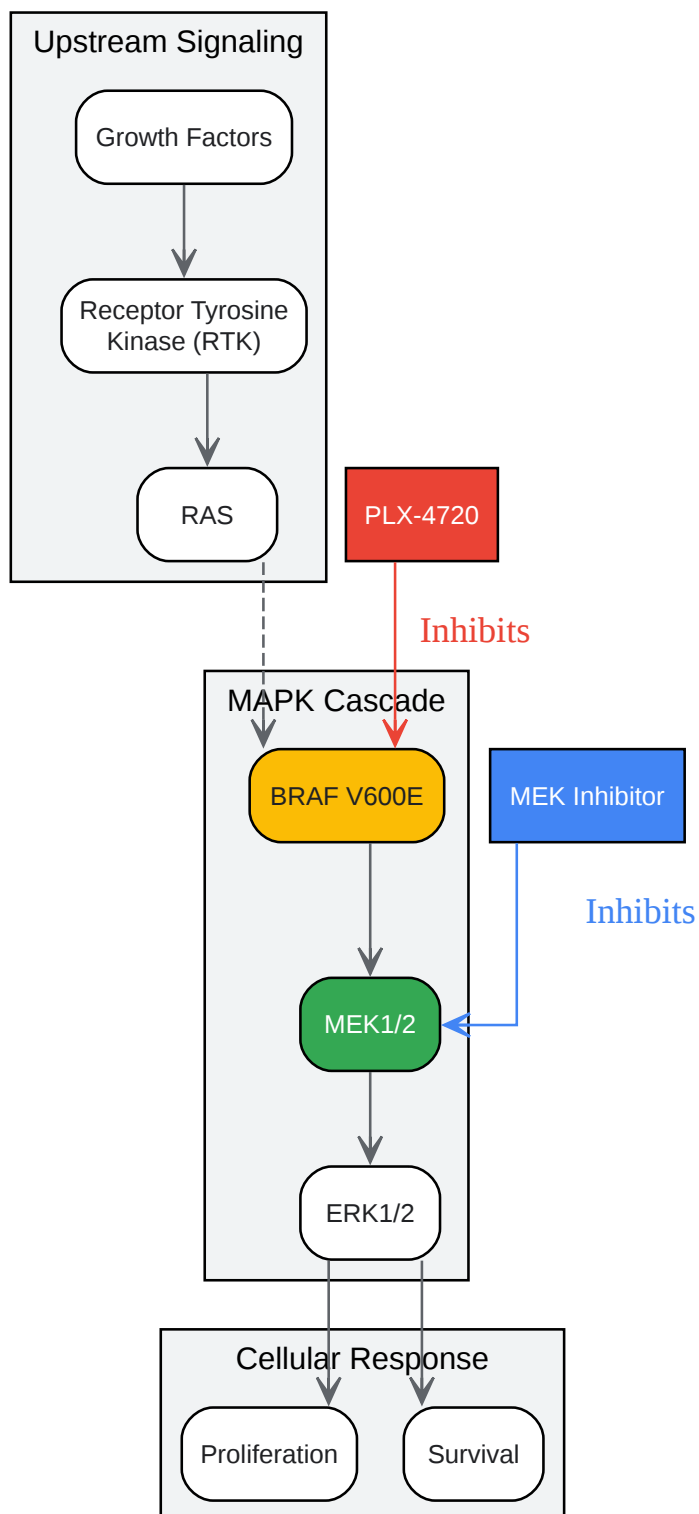 Upstream Signaling
Growth Factors
Receptor Tyrosine
Kinase (RTK)
RAS
PLX-4720
Inhibits
MAPK Cascade
BRAF V600E
MEK Inhibitor
Inhibits
MEK1/2
ERK1/2
Cellular Response
Proliferation
Survival